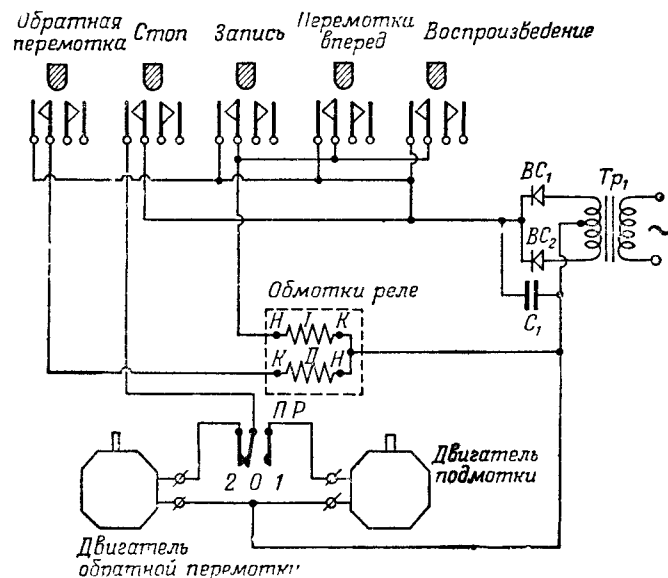 Обратная перемотка
Стоп
Запись
Перемотки вперед
Воспроизведение
ВС₁
Тр₁
ВС₂
~
С₁
Обмотки реле
Н I К
К II Н
ПР
2 0 1
Двигатель подмотки
Двигатель обратной перемотки